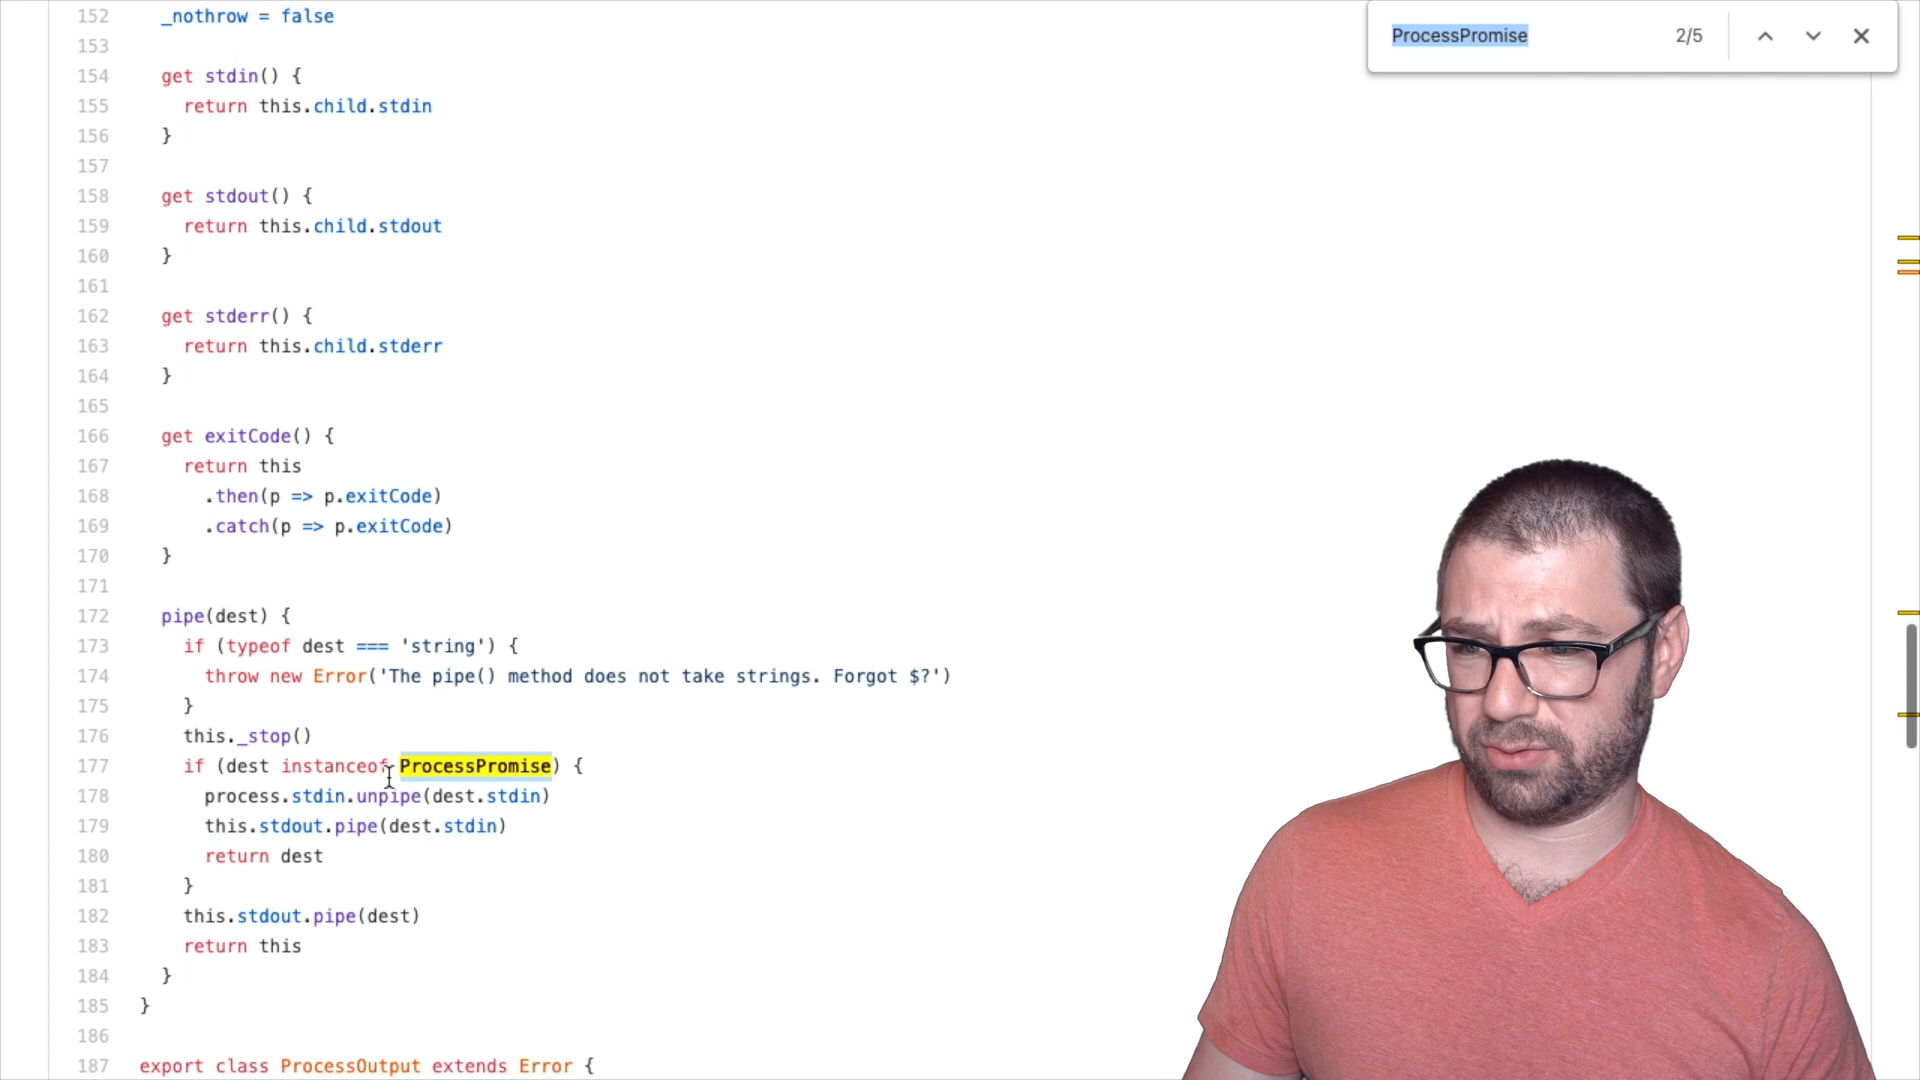 ProcessPromise 2/5
152 _nothrow = false
153
154 get stdin() {
155 return this.child.stdin
156 }
157
158 get stdout() {
159 return this.child.stdout
160 }
161
162 get stderr() {
163 return this.child.stderr
164 }
165
166 get exitCode() {
167 return this
168 .then(p => p.exitCode)
169 .catch(p => p.exitCode)
170 }
171
172 pipe(dest) {
173 if (typeof dest === 'string') {
174 throw new Error('The pipe() method does not take strings. Forgot $?')
175 }
176 this._stop()
177 if (dest instanceof ProcessPromise) {
178 process.stdin.unpipe(dest.stdin)
179 this.stdout.pipe(dest.stdin)
180 return dest
181 }
182 this.stdout.pipe(dest)
183 return this
184 }
185 }
186
187 export class ProcessOutput extends Error {